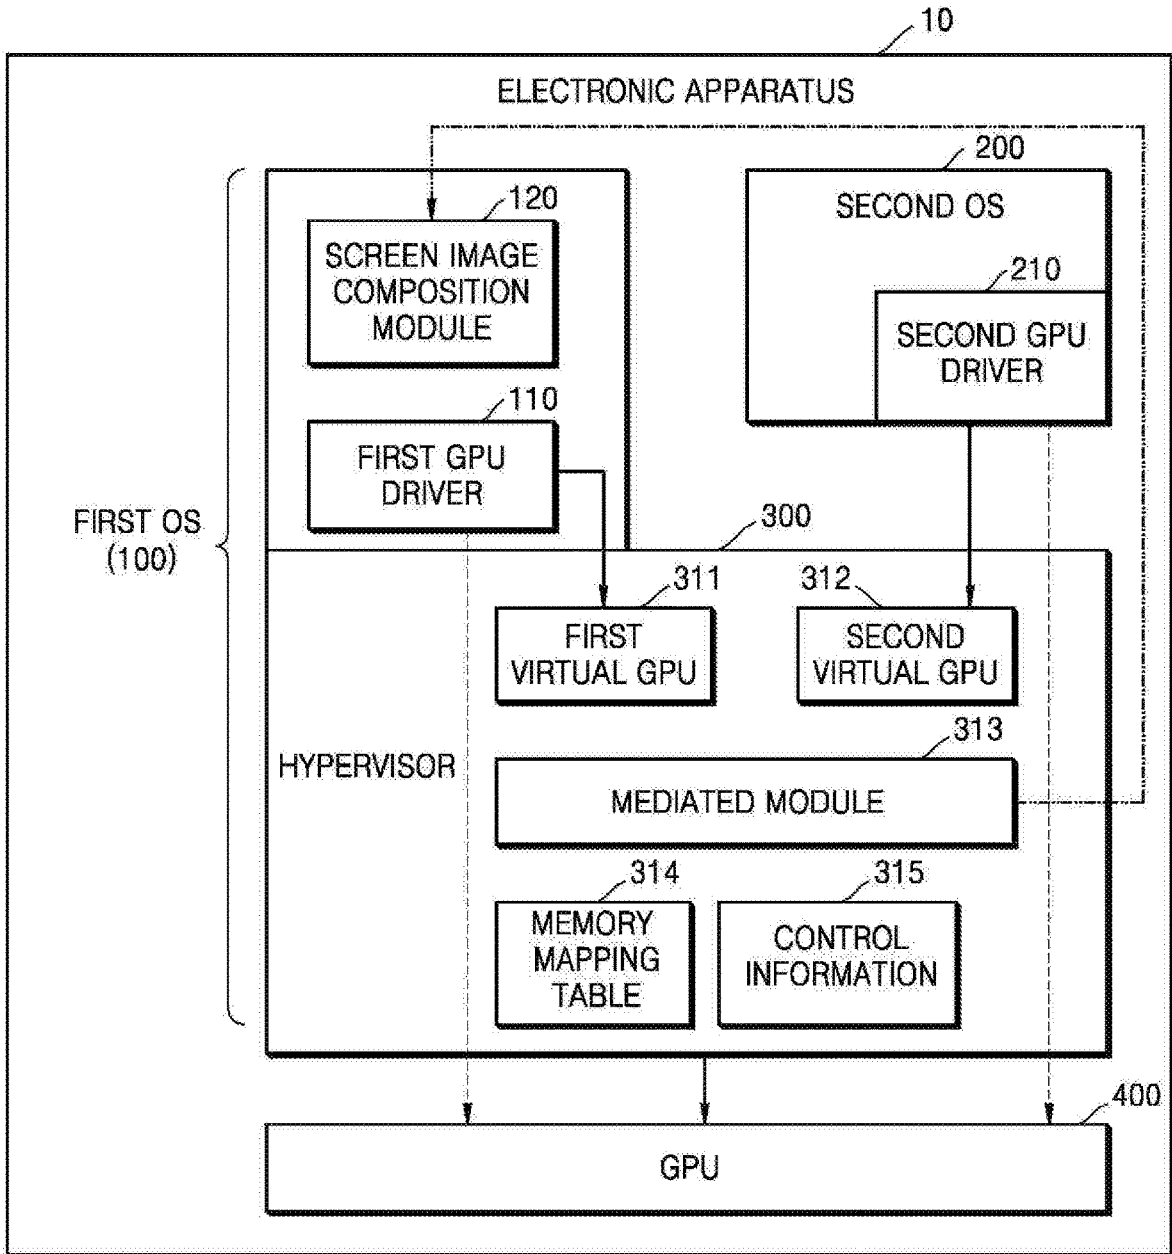 10
ELECTRONIC APPARATUS
200
SECOND OS
210
SECOND GPU
DRIVER
120
SCREEN IMAGE
COMPOSITION
MODULE
110
FIRST GPU
DRIVER
FIRST OS
(100)
300
311
FIRST
VIRTUAL GPU
312
SECOND
VIRTUAL GPU
HYPERVISOR
313
MEDIATED MODULE
314
MEMORY
MAPPING
TABLE
315
CONTROL
INFORMATION
400
GPU